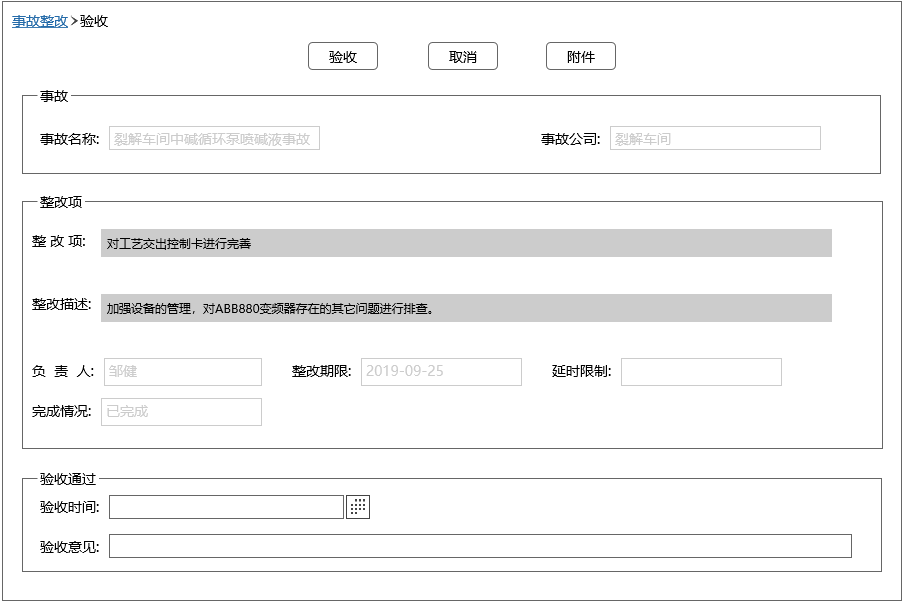 事故整改>验收
验收 取消 附件
事故
事故名称: 裂解车间中碱循环泵喷碱液事故 事故公司: 裂解车间
整改项
整 改 项: 对工艺交出控制卡进行完善
整改描述: 加强设备的管理，对ABB880变频器存在的其它问题进行排查。
负 责 人: 邹健 整改期限: 2019-09-25 延时限制:
完成情况: 已完成
验收通过
验收时间:
验收意见: